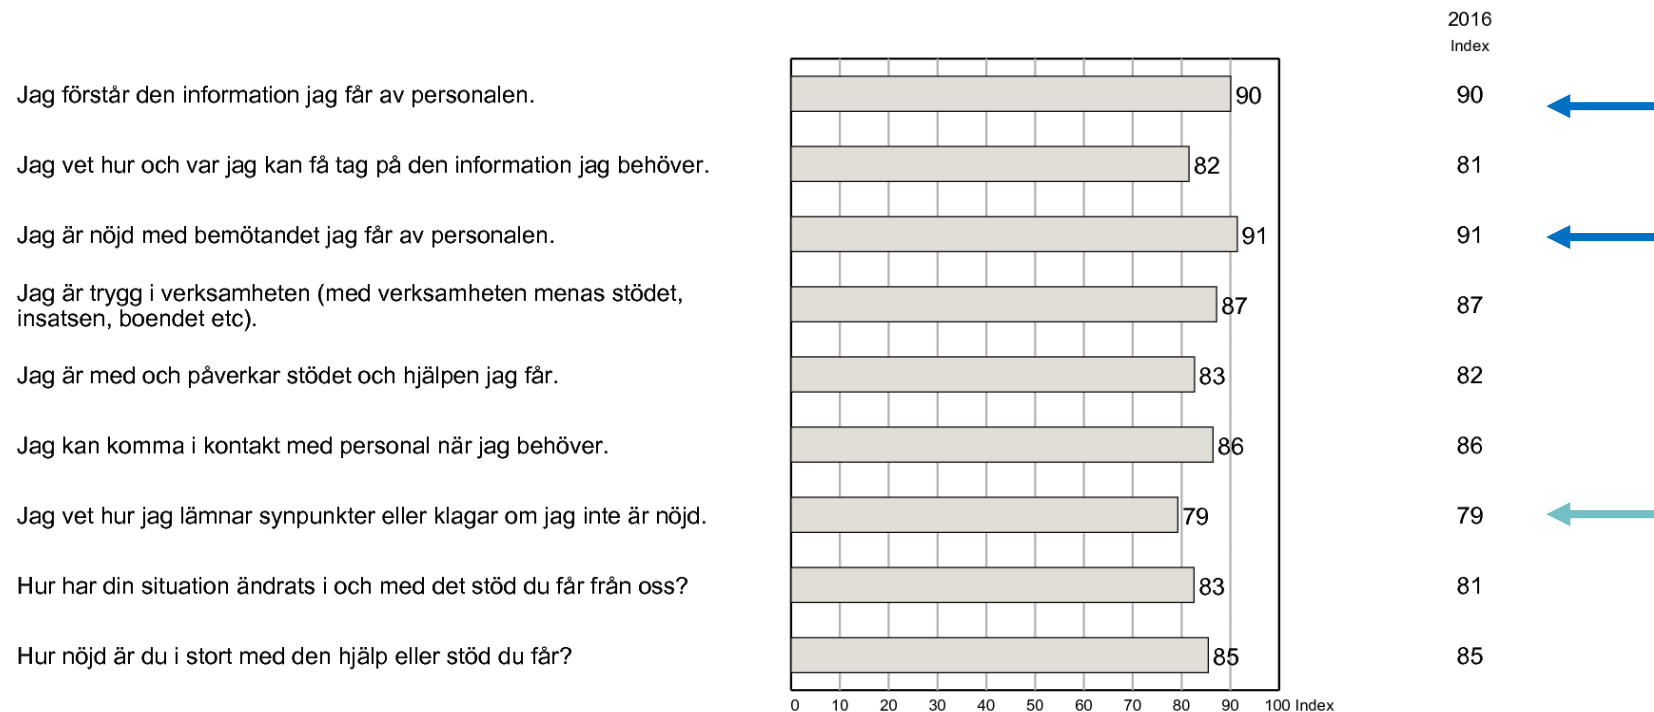 2016
Index
Jag förstår den information jag får av personalen. 90 90
Jag vet hur och var jag kan få tag på den information jag behöver. 82 81
Jag är nöjd med bemötandet jag får av personalen. 91 91
Jag är trygg i verksamheten (med verksamheten menas stödet,
insatsen, boendet etc). 87 87
Jag är med och påverkar stödet och hjälpen jag får. 83 82
Jag kan komma i kontakt med personal när jag behöver. 86 86
Jag vet hur jag lämnar synpunkter eller klagar om jag inte är nöjd. 79 79
Hur har din situation ändrats i och med det stöd du får från oss? 83 81
Hur nöjd är du i stort med den hjälp eller stöd du får? 85 85
0 10 20 30 40 50 60 70 80 90 100 Index